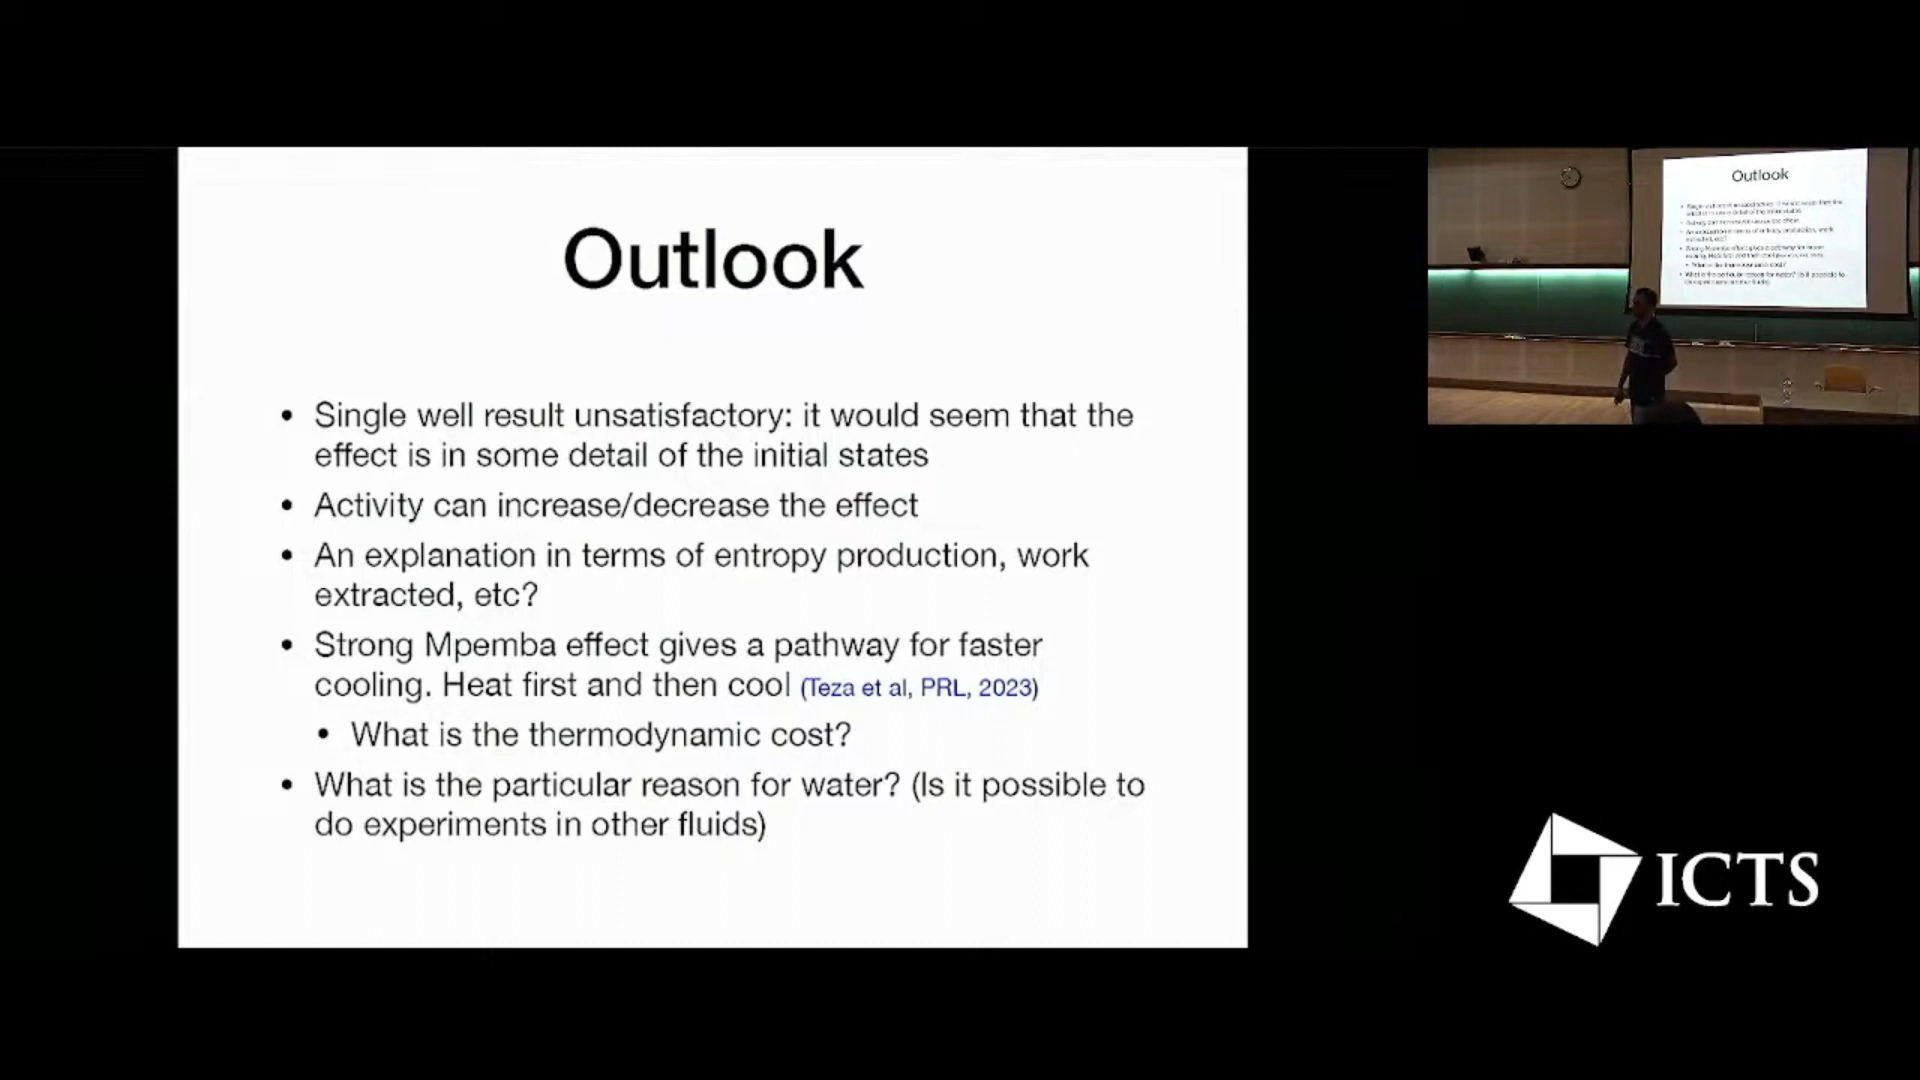 Outlook
• Single well result unsatisfactory: it would seem that the
effect is in some detail of the initial states
• Activity can increase/decrease the effect
• An explanation in terms of entropy production, work
extracted, etc?
• Strong Mpemba effect gives a pathway for faster
cooling. Heat first and then cool (Teza et al, PRL, 2023)
• What is the thermodynamic cost?
• What is the particular reason for water? (Is it possible to
do experiments in other fluids)
Outlook
ICTS